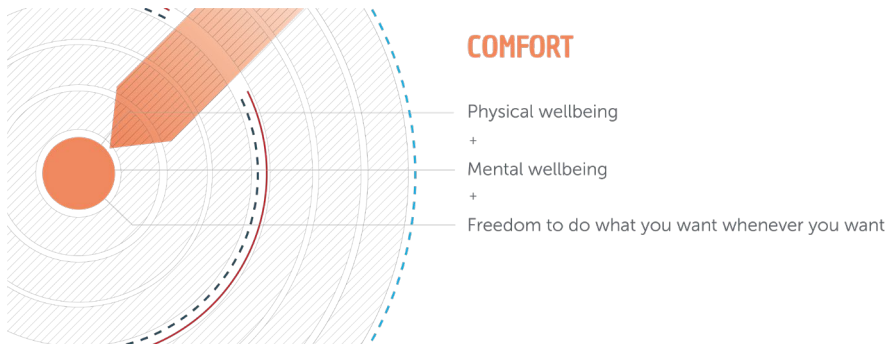 COMFORT
Physical wellbeing
+
Mental wellbeing
+
Freedom to do what you want whenever you want